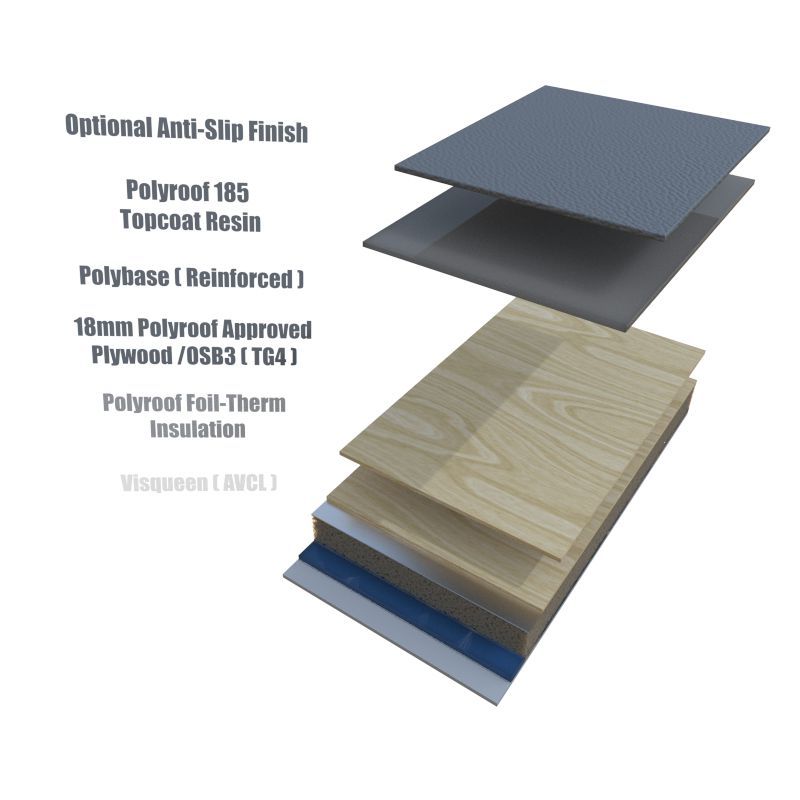 Optional Anti-Slip Finish
Polyroof 185
Topcoat Resin
Polybase ( Reinforced )
18mm Polyroof Approved
Plywood /OSB3 ( TG4 )
Polyroof Foil-Therm
Insulation
Visqueen ( AVCL )